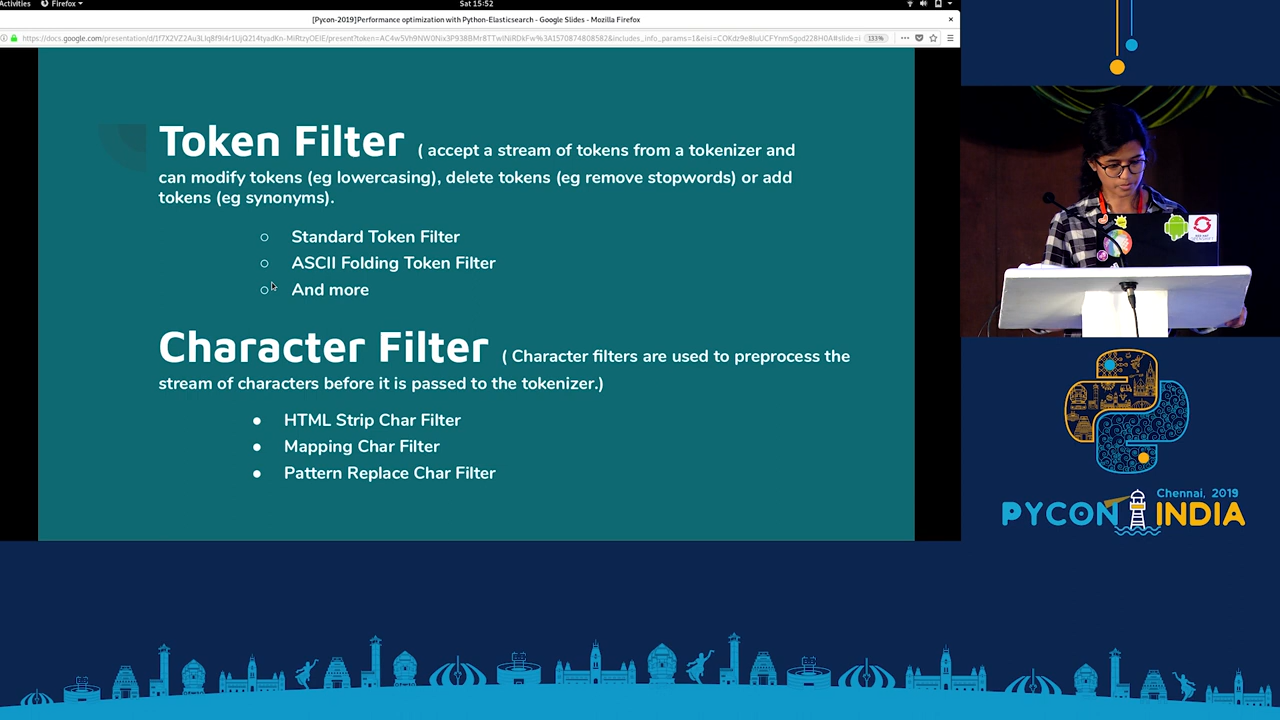 Activities Firefox Sat 15:52
[Pycon-2019]Performance optimization with Python-Elasticsearch - Google Slides - Mozilla Firefox
133%
Token Filter ( accept a stream of tokens from a tokenizer and
can modify tokens (eg lowercasing), delete tokens (eg remove stopwords) or add
tokens (eg synonyms).
Standard Token Filter
ASCII Folding Token Filter
And more
Character Filter ( Character filters are used to preprocess the
stream of characters before it is passed to the tokenizer.)
HTML Strip Char Filter
Mapping Char Filter
Pattern Replace Char Filter
Chennai, 2019
PYCON INDIA